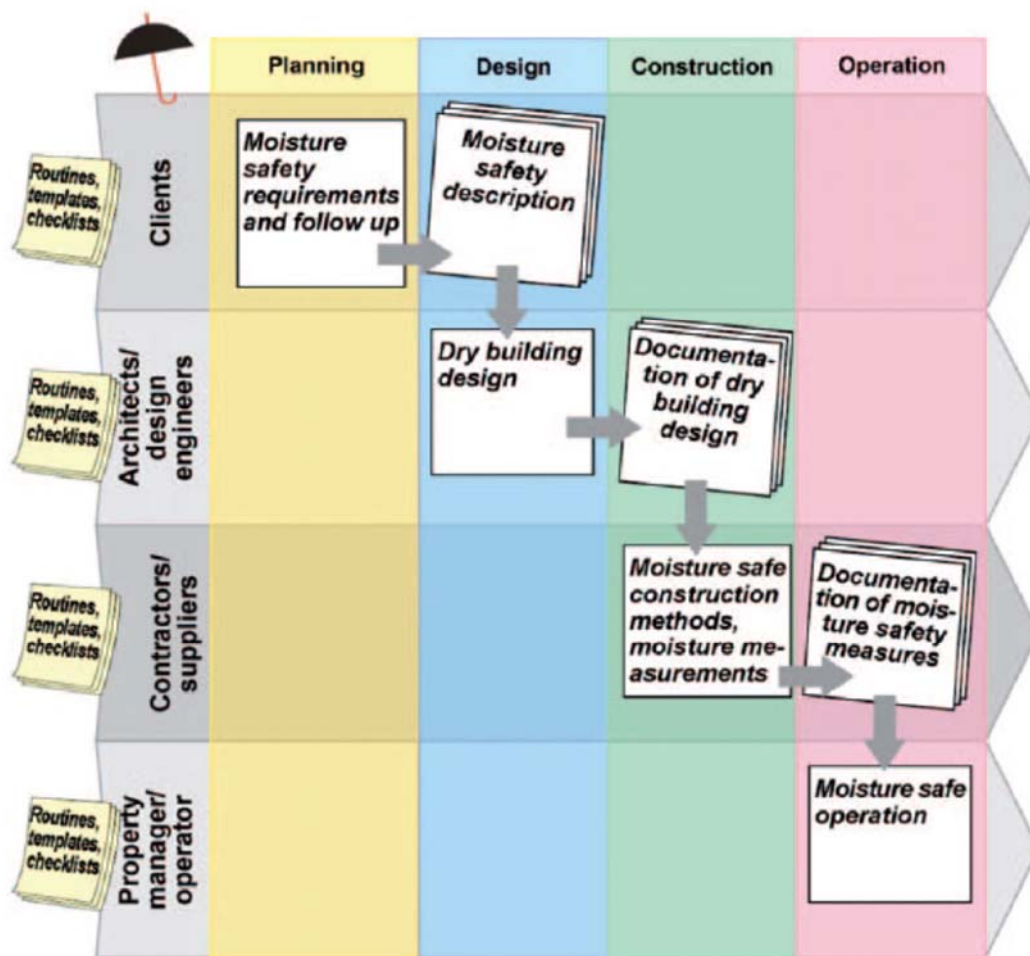 Planning
Design
Construction
Operation
Routines,
templates,
checklists
Clients
Moisture
safety
requirements
and follow up
Moisture
safety
description
Routines,
templates,
checklists
Architects/
design
engineers
Dry building
design
Documenta-
tion of dry
building
design
Routines,
templates,
checklists
Contractors/
suppliers
Moisture safe
construction
methods,
moisture me-
asurements
Documenta-
tion of mois-
ture safety
measures
Routines,
templates,
checklists
Property
manager/
operator
Moisture safe
operation